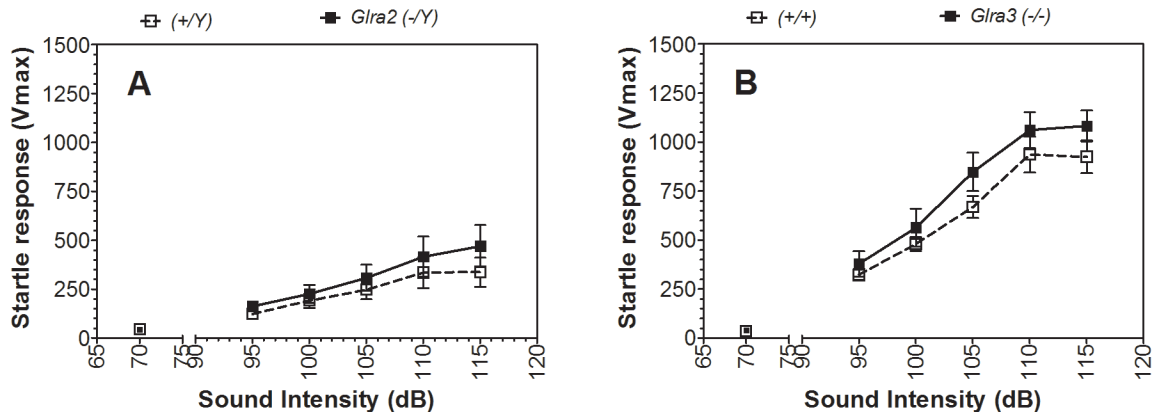 (+/Y) Glra2 (-/Y)
A
Startle response (Vmax)
1500
1250
1000
750
500
250
0
65 70 75 90 95 100 105 110 115 120
Sound Intensity (dB)
(+/+) Glra3 (-/-)
B
Startle response (Vmax)
1500
1250
1000
750
500
250
0
65 70 75 90 95 100 105 110 115 120
Sound Intensity (dB)